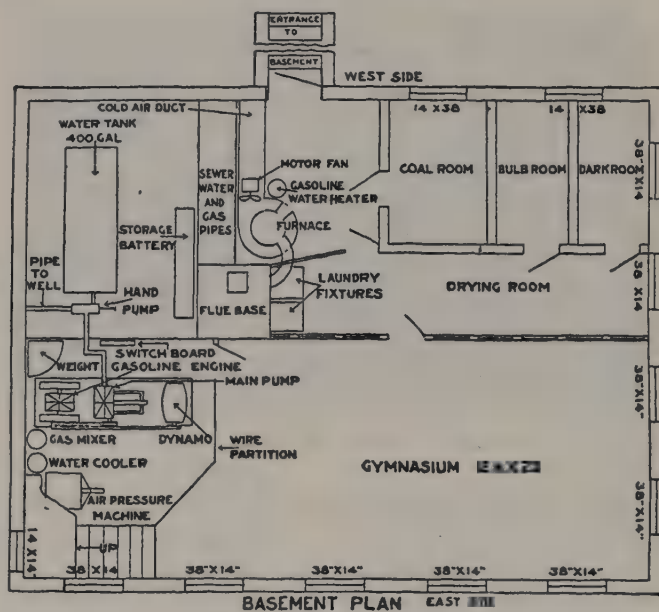 ENTRANCE
TO
BASEMENT
WEST SIDE
COLD AIR DUCT
14 X38
14 X38
WATER TANK
400 GAL
SEWER
WATER
AND
GAS
PIPES
MOTOR FAN
GASOLINE
WATER HEATER
FURNACE
COAL ROOM
BULB ROOM
DARKROOM
38"X14
STORAGE
BATTERY
PIPE
TO
WELL
HAND
PUMP
FLUE BASE
LAUNDRY
FIXTURES
DRYING ROOM
38 X14
SWITCH BOARD
GASOLINE ENGINE
WEIGHT
MAIN PUMP
38"X14"
GAS MIXER
DYNAMO
WIRE
PARTITION
WATER COOLER
GYMNASIUM
AIR PRESSURE
MACHINE
38"X14"
14 X14"
UP
38 X14
38"X14"
38"X14"
38"X14"
38"X14"
BASEMENT PLAN
EAST